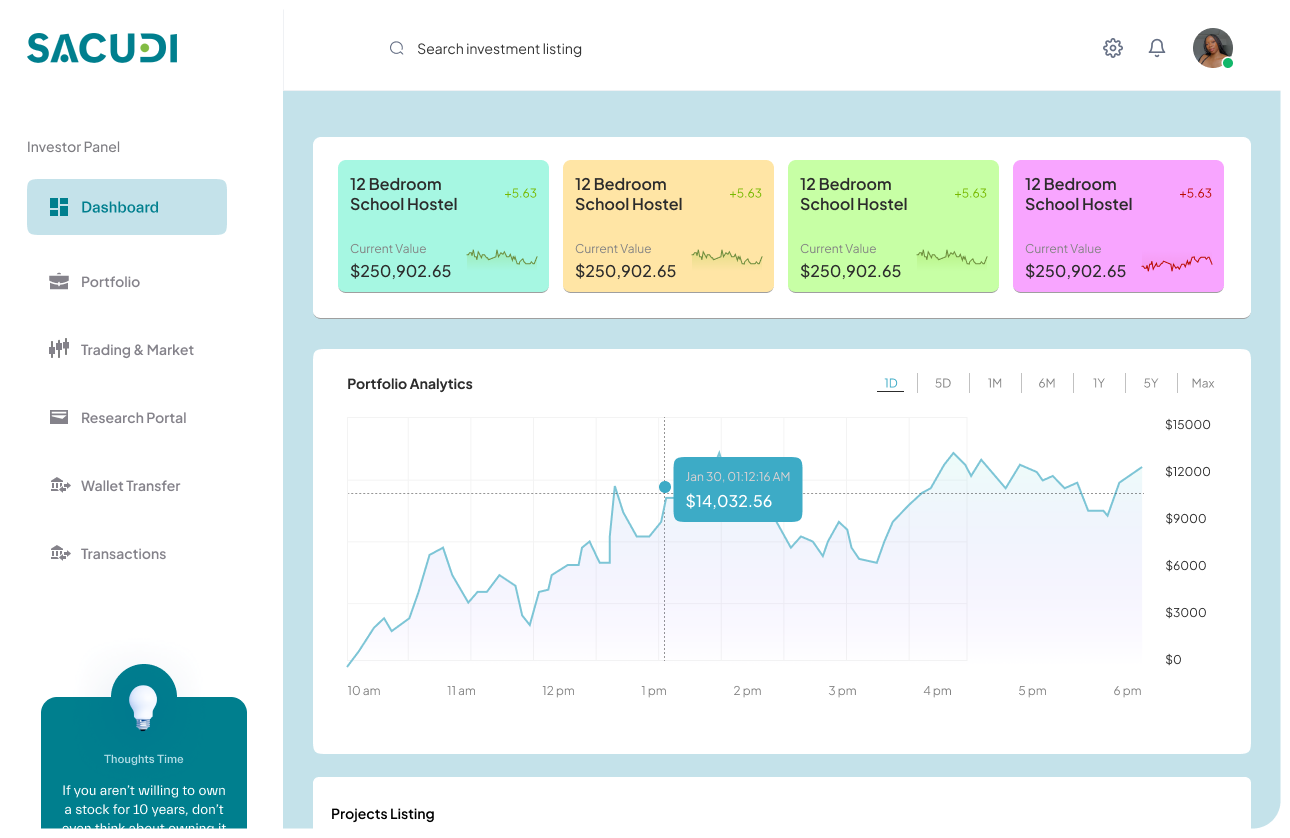 SACUDI
Search investment listing
Investor Panel
Dashboard
Portfolio
Trading & Market
Research Portal
Wallet Transfer
Transactions
Thoughts Time
If you aren't willing to own
a stock for 10 years, don't
even think about owning it
12 Bedroom
School Hostel
+5.63
Current Value
$250,902.65
12 Bedroom
School Hostel
+5.63
Current Value
$250,902.65
12 Bedroom
School Hostel
+5.63
Current Value
$250,902.65
12 Bedroom
School Hostel
+5.63
Current Value
$250,902.65
Portfolio Analytics
1D 5D 1M 6M 1Y 5Y Max
$15000
$12000
$9000
$6000
$3000
$0
Jan 30, 01:12:16 AM
$14,032.56
10 am 11 am 12 pm 1 pm 2 pm 3 pm 4 pm 5 pm 6 pm
Projects Listing